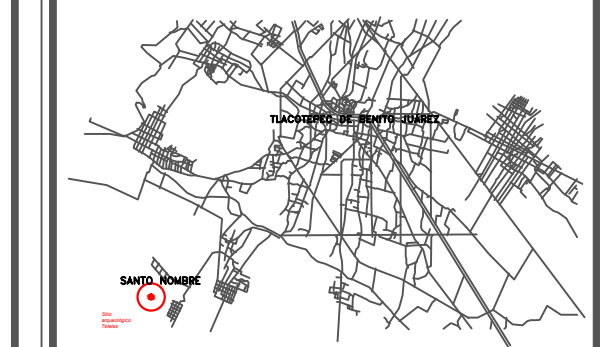 TLACOTEPEC DE BENITO JUÁREZ
SANTO NOMBRE
Sitio
arqueológico
Teteles